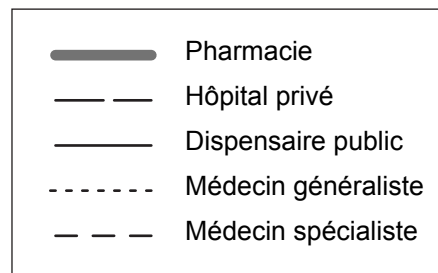 Pharmacie
Hôpital privé
Dispensaire public
Médecin généraliste
Médecin spécialiste